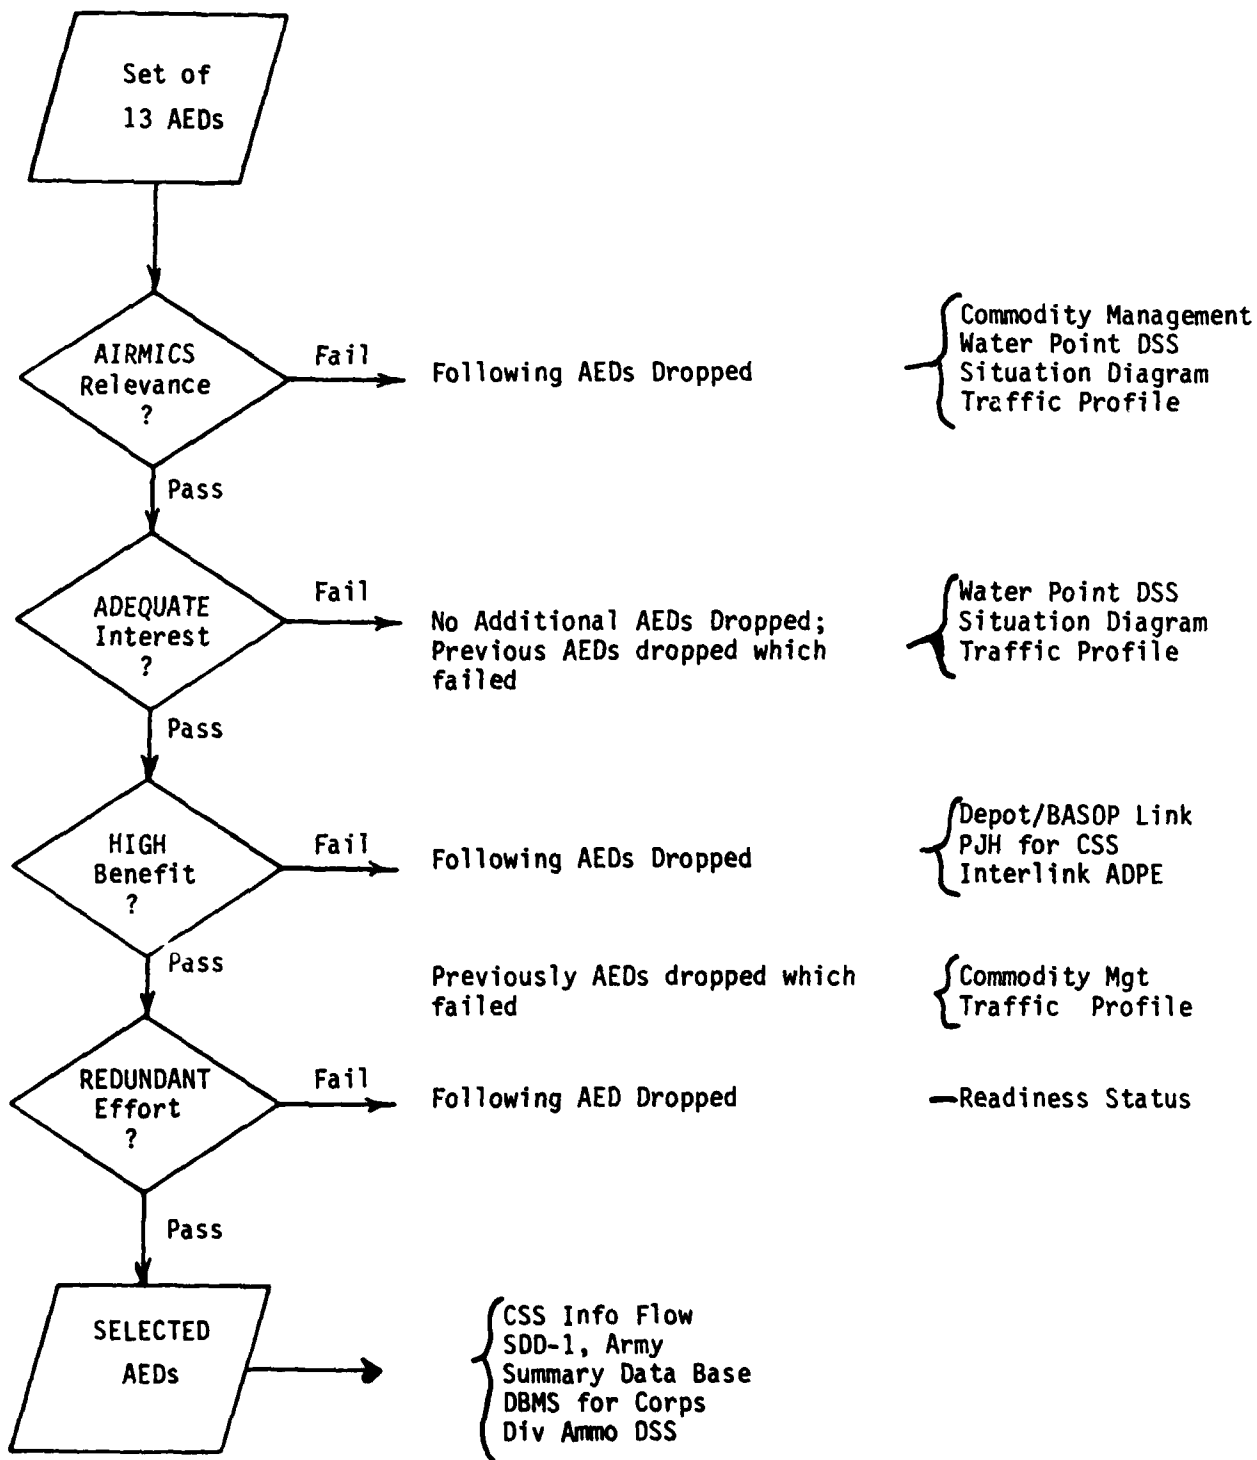 Set of
13 AEDs
AIRMICS
Relevance
?
Fail
Following AEDs Dropped
Commodity Management
Water Point DSS
Situation Diagram
Traffic Profile
Pass
ADEQUATE
Interest
?
Fail
No Additional AEDs Dropped;
Previous AEDs dropped which
failed
Water Point DSS
Situation Diagram
Traffic Profile
Pass
HIGH
Benefit
?
Fail
Following AEDs Dropped
Depot/BASOP Link
PJH for CSS
Interlink ADPE
Pass
Previously AEDs dropped which
failed
Commodity Mgt
Traffic Profile
REDUNDANT
Effort
?
Fail
Following AED Dropped
Readiness Status
Pass
SELECTED
AEDs
CSS Info Flow
SDD-1, Army
Summary Data Base
DBMS for Corps
Div Ammo DSS